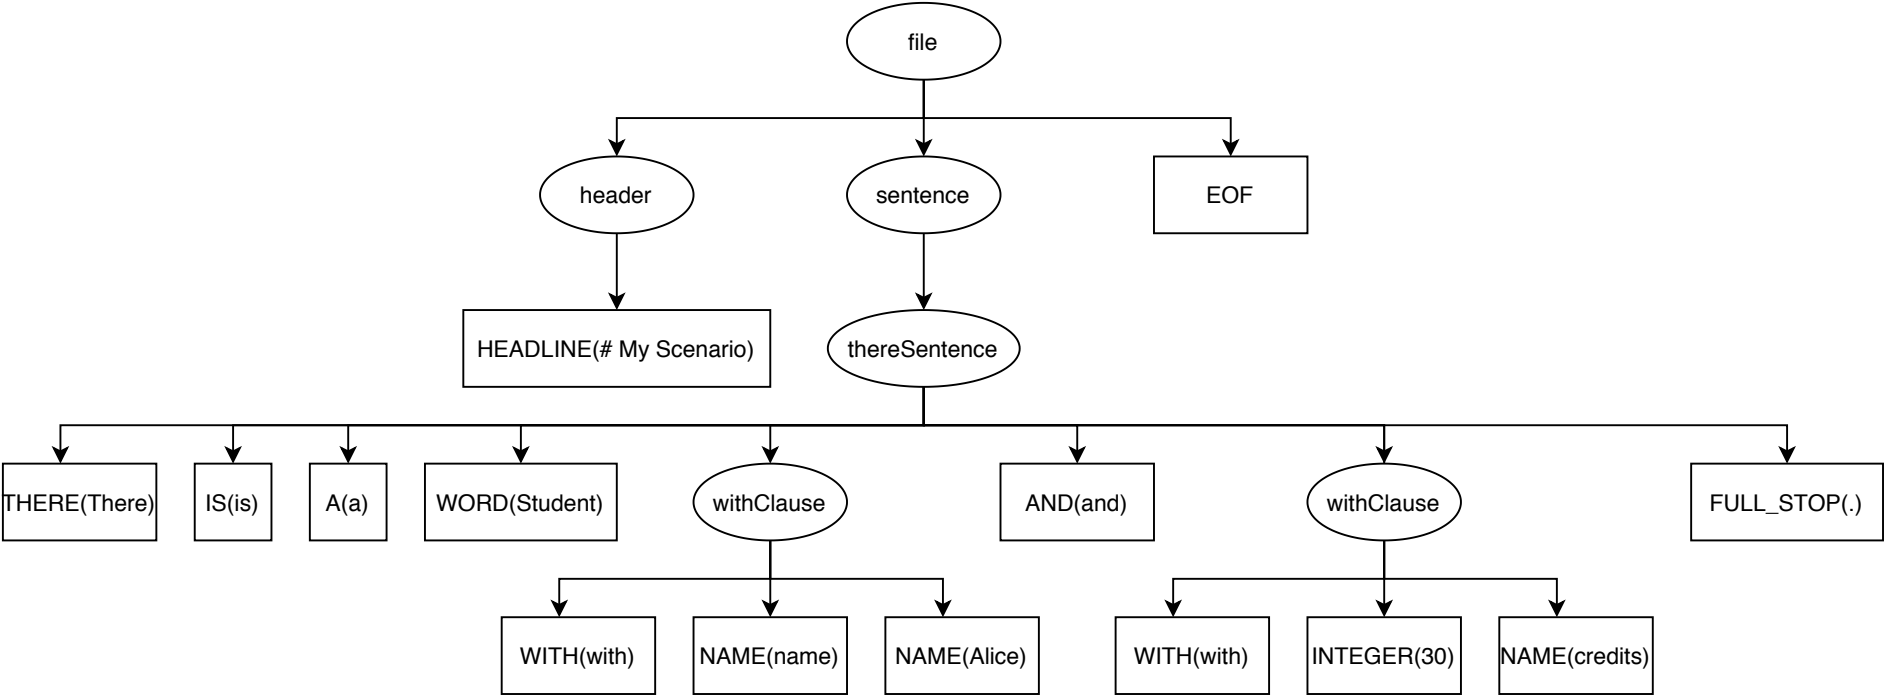 file
header
sentence
EOF
HEADLINE(# My Scenario)
thereSentence
THERE(There)
IS(is)
A(a)
WORD(Student)
withClause
AND(and)
withClause
FULL_STOP(.)
WITH(with)
NAME(name)
NAME(Alice)
WITH(with)
INTEGER(30)
NAME(credits)